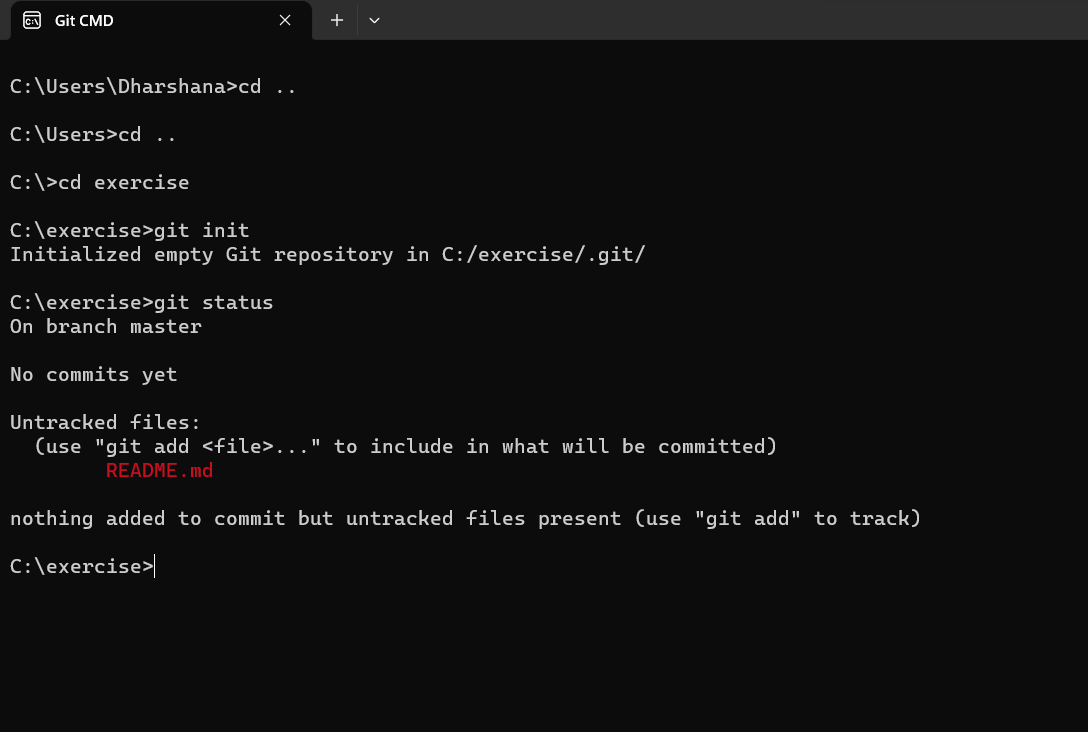 Git CMD
C:\Users\Dharshana>cd ..
C:\Users>cd ..
C:\>cd exercise
C:\exercise>git init
Initialized empty Git repository in C:/exercise/.git/
C:\exercise>git status
On branch master
No commits yet
Untracked files:
  (use "git add <file>..." to include in what will be committed)
        README.md
nothing added to commit but untracked files present (use "git add" to track)
C:\exercise>